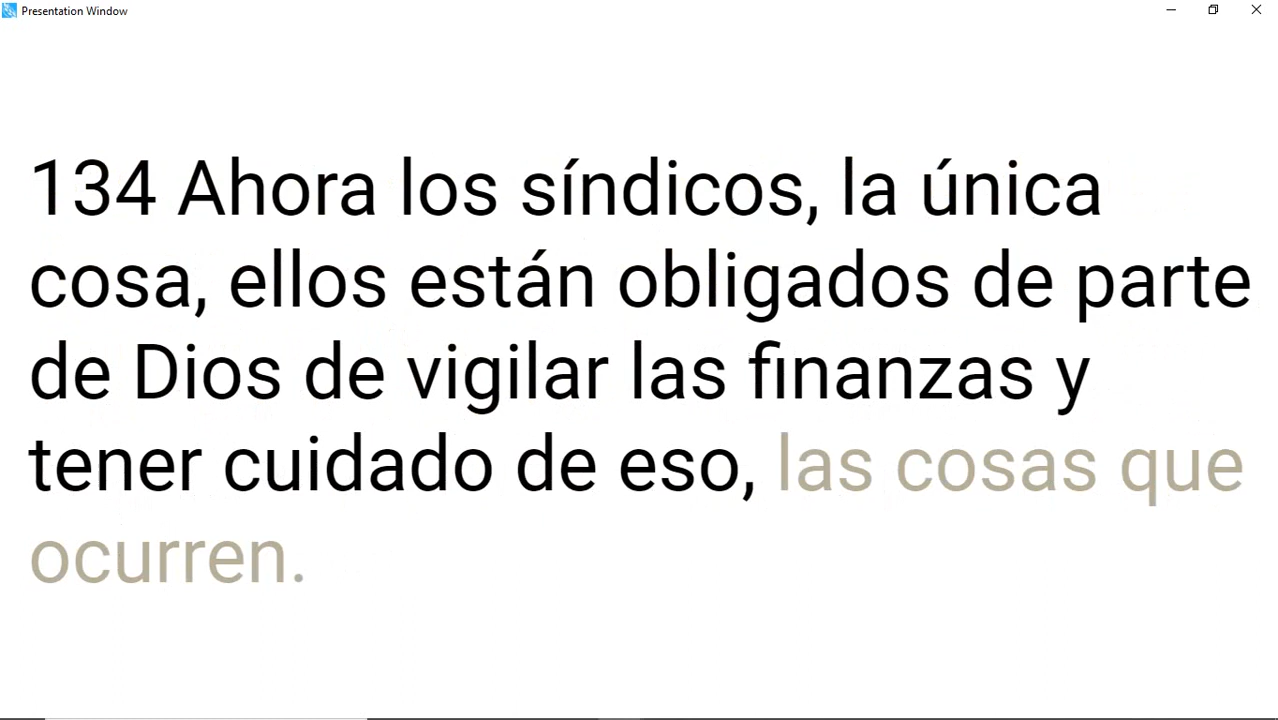 Presentation Window
134 Ahora los síndicos, la única
cosa, ellos están obligados de parte
de Dios de vigilar las finanzas y
tener cuidado de eso, las cosas que
ocurren.